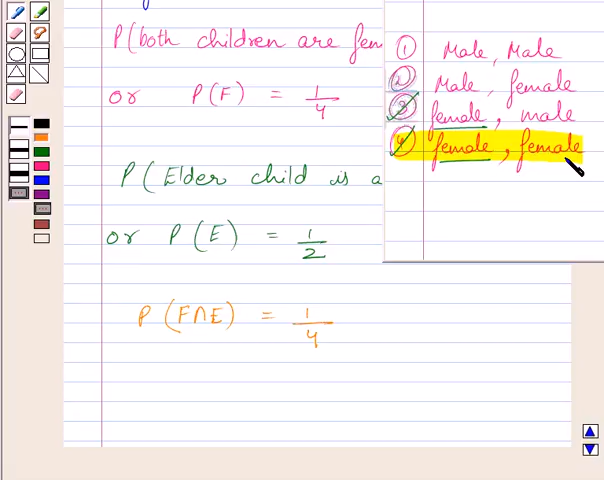 P(both children are fem
or P(F) = 1/4
P( Elder child is a
or P(E) = 1/2
P (F∩E) = 1/4
① Male, Male
② Male, female
③ female, male
④ female, female